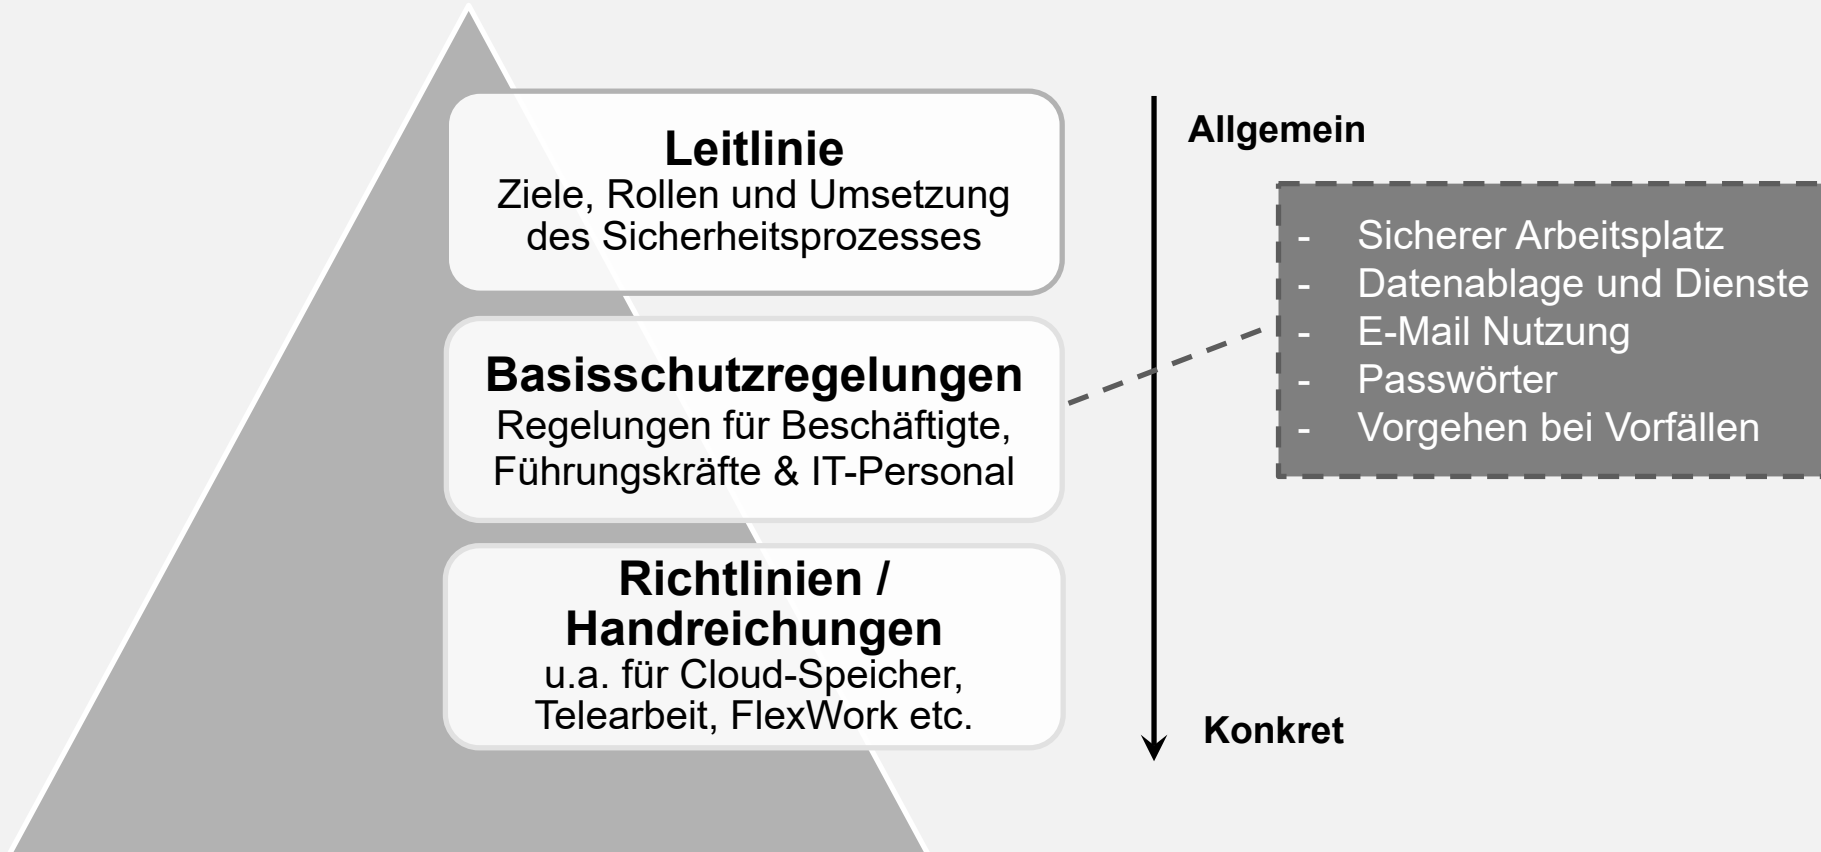 Leitlinie
Ziele, Rollen und Umsetzung
des Sicherheitsprozesses
Basisschutzregelungen
Regelungen für Beschäftigte,
Führungskräfte & IT-Personal
Richtlinien /
Handreichungen
u.a. für Cloud-Speicher,
Telearbeit, FlexWork etc.
Allgemein
- Sicherer Arbeitsplatz
- Datenablage und Dienste
- E-Mail Nutzung
- Passwörter
- Vorgehen bei Vorfällen
Konkret